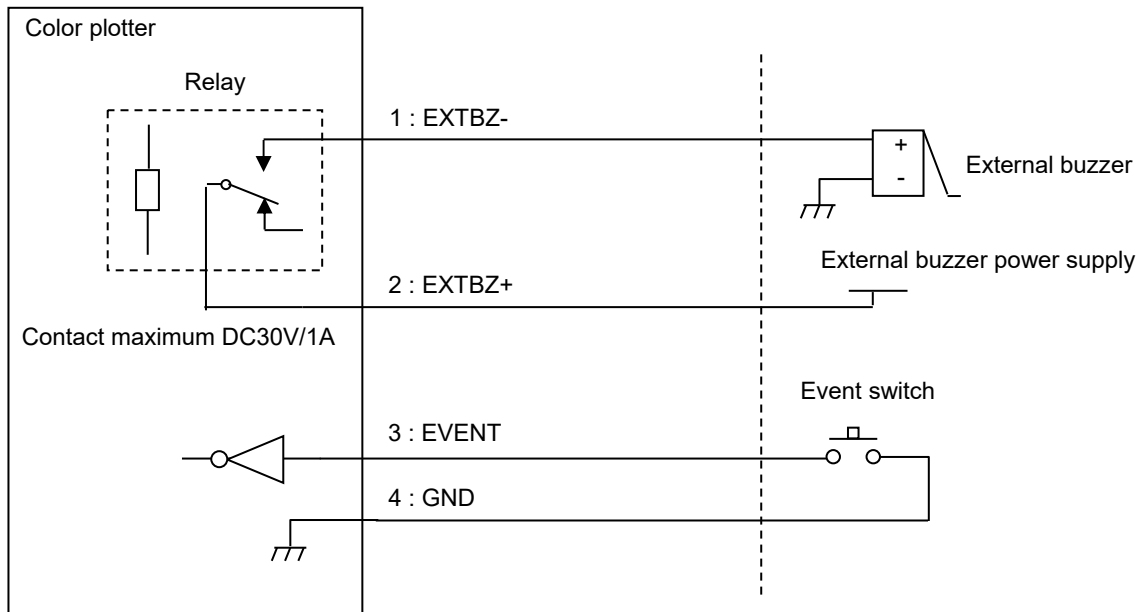 Color plotter
Relay
1 : EXTBZ-
+
-
External buzzer
External buzzer power supply
2 : EXTBZ+
Contact maximum DC30V/1A
Event switch
3 : EVENT
4 : GND